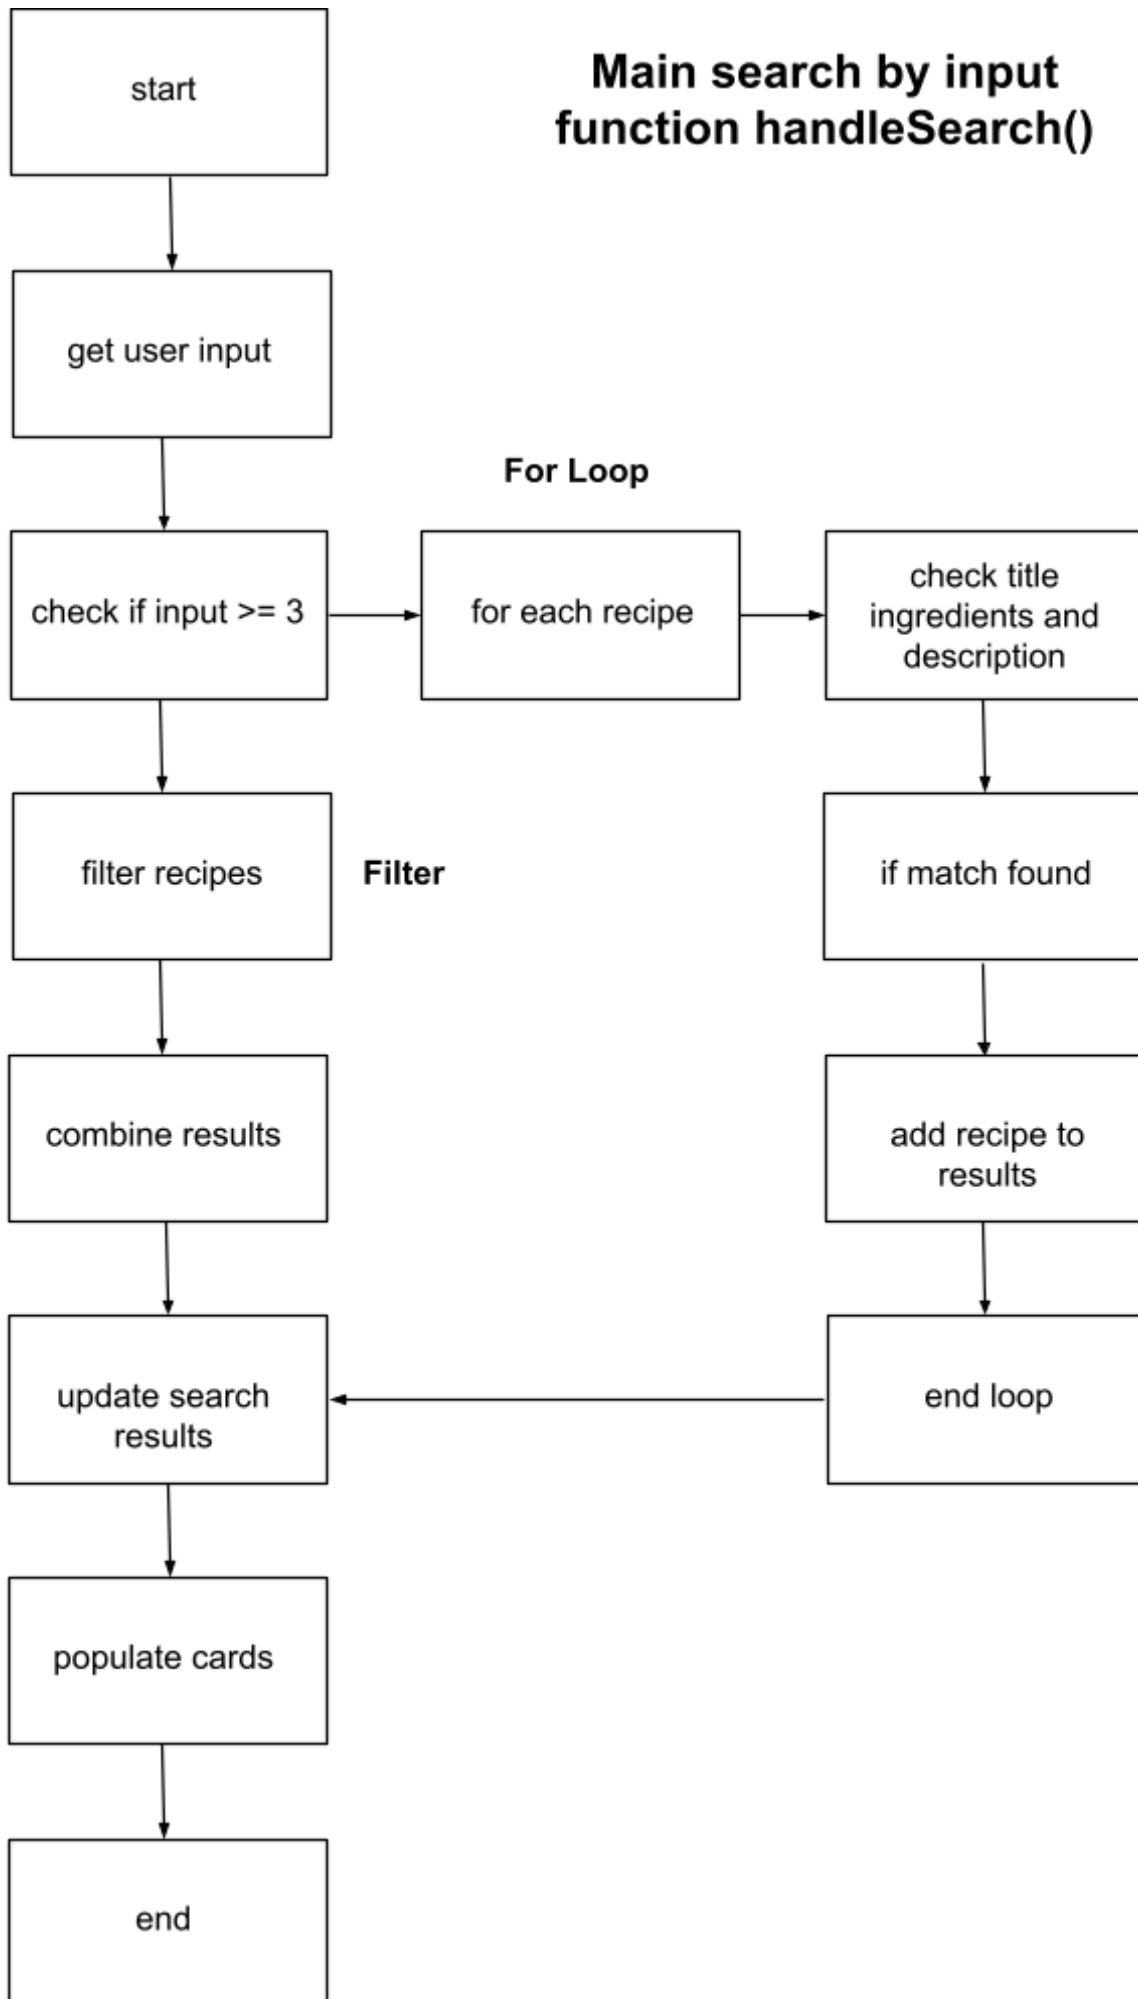 start
Main search by input
function handleSearch()
get user input
For Loop
check if input >= 3
for each recipe
check title
ingredients and
description
filter recipes
Filter
if match found
combine results
add recipe to
results
update search
results
end loop
populate cards
end